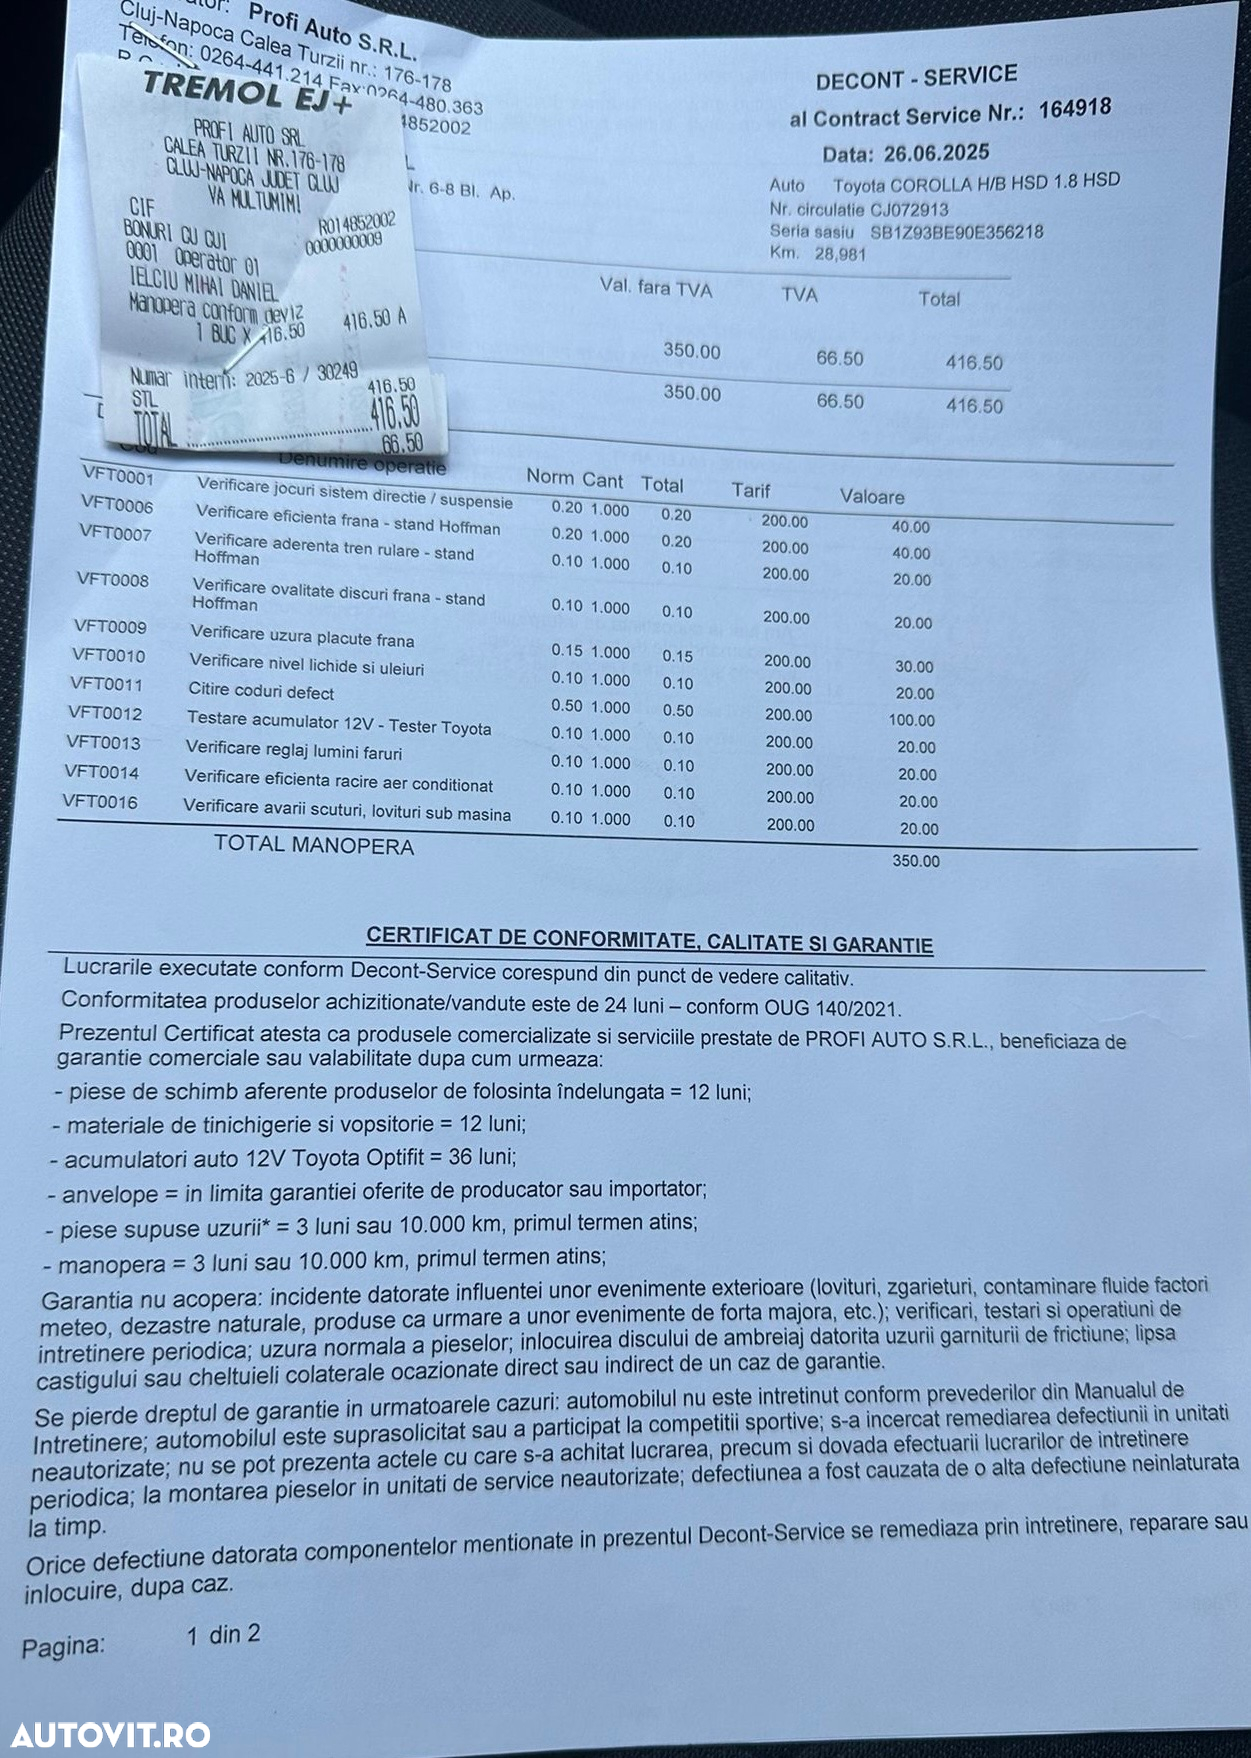 Profi Auto S.R.L.
Cluj-Napoca Calea Turzii nr.: 176-178
Telefon: 0264-441.214 Fax:0264-480.363
4852002
Nr. 6-8 Bl. Ap.
TREMOL EJ+
PROFI AUTO SRL
CALEA TURZII NR.176-178
CLUJ-NAPOCA JUDET CLUJ
VA MULTUMIM!
CIF RO14852002
BONURI CU CUI 0000000009
0001 Operator 01
IELCIU MIHAI DANIEL
Manopera conform deviz
1 BUC X 416.50 416.50 A
Numar intern: 2025-6 / 30249
STL 416.50
TOTAL 416.50
66.50
DECONT - SERVICE
al Contract Service Nr.: 164918
Data: 26.06.2025
Auto Toyota COROLLA H/B HSD 1.8 HSD
Nr. circulatie CJ072913
Seria sasiu SB1Z93BE90E356218
Km. 28,981
Val. fara TVA TVA Total
350.00 66.50 416.50
350.00 66.50 416.50
Denumire operatie Norm Cant Total Tarif Valoare
VFT0001 Verificare jocuri sistem directie / suspensie 0.20 1.000 0.20 200.00 40.00
VFT0006 Verificare eficienta frana - stand Hoffman 0.20 1.000 0.20 200.00 40.00
VFT0007 Verificare aderenta tren rulare - stand 0.10 1.000 0.10 200.00 20.00
Hoffman
VFT0008 Verificare ovalitate discuri frana - stand 0.10 1.000 0.10 200.00 20.00
Hoffman
VFT0009 Verificare uzura placute frana 0.15 1.000 0.15 200.00 30.00
VFT0010 Verificare nivel lichide si uleiuri 0.10 1.000 0.10 200.00 20.00
VFT0011 Citire coduri defect 0.50 1.000 0.50 200.00 100.00
VFT0012 Testare acumulator 12V - Tester Toyota 0.10 1.000 0.10 200.00 20.00
VFT0013 Verificare reglaj lumini faruri 0.10 1.000 0.10 200.00 20.00
VFT0014 Verificare eficienta racire aer conditionat 0.10 1.000 0.10 200.00 20.00
VFT0016 Verificare avarii scuturi, lovituri sub masina 0.10 1.000 0.10 200.00 20.00
TOTAL MANOPERA 350.00
CERTIFICAT DE CONFORMITATE, CALITATE SI GARANTIE
Lucrarile executate conform Decont-Service corespund din punct de vedere calitativ.
Conformitatea produselor achizitionate/vandute este de 24 luni – conform OUG 140/2021.
Prezentul Certificat atesta ca produsele comercializate si serviciile prestate de PROFI AUTO S.R.L., beneficiaza de
garantie comerciale sau valabilitate dupa cum urmeaza:
- piese de schimb aferente produselor de folosinta îndelungata = 12 luni;
- materiale de tinichigerie si vopsitorie = 12 luni;
- acumulatori auto 12V Toyota Optifit = 36 luni;
- anvelope = in limita garantiei oferite de producator sau importator;
- piese supuse uzurii* = 3 luni sau 10.000 km, primul termen atins;
- manopera = 3 luni sau 10.000 km, primul termen atins;
Garantia nu acopera: incidente datorate influentei unor evenimente exterioare (lovituri, zgarieturi, contaminare fluide factori
meteo, dezastre naturale, produse ca urmare a unor evenimente de forta majora, etc.); verificari, testari si operatiuni de
intretinere periodica; uzura normala a pieselor; inlocuirea discului de ambreiaj datorita uzurii garniturii de frictiune; lipsa
castigului sau cheltuieli colaterale ocazionate direct sau indirect de un caz de garantie.
Se pierde dreptul de garantie in urmatoarele cazuri: automobilul nu este intretinut conform prevederilor din Manualul de
Intretinere; automobilul este suprasolicitat sau a participat la competitii sportive; s-a incercat remedierea defectiunii in unitati
neautorizate; nu se pot prezenta actele cu care s-a achitat lucrarea, precum si dovada efectuarii lucrarilor de intretinere
periodica; la montarea pieselor in unitati de service neautorizate; defectiunea a fost cauzata de o alta defectiune neinlaturata
la timp.
Orice defectiune datorata componentelor mentionate in prezentul Decont-Service se remediaza prin intretinere, reparare sau
inlocuire, dupa caz.
Pagina: 1 din 2
AUTOVIT.RO